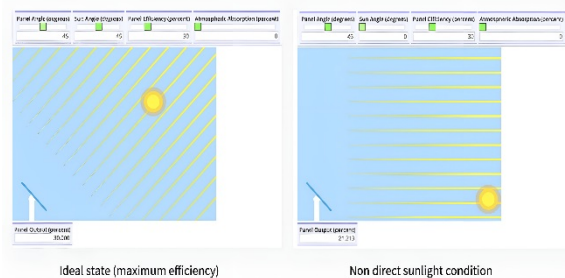 Panel Angle (degrees) Sun Angle (degrees) Panel Efficiency (percent) Atmospheric Absorption (percent)
45 45 30 0
Panel Output (percent)
30.000
Ideal state (maximum efficiency)
Panel Angle (degrees) Sun Angle (degrees) Panel Efficiency (percent) Atmospheric Absorption (percent)
45 0 30 0
Panel Output (percent)
21.213
Non direct sunlight condition